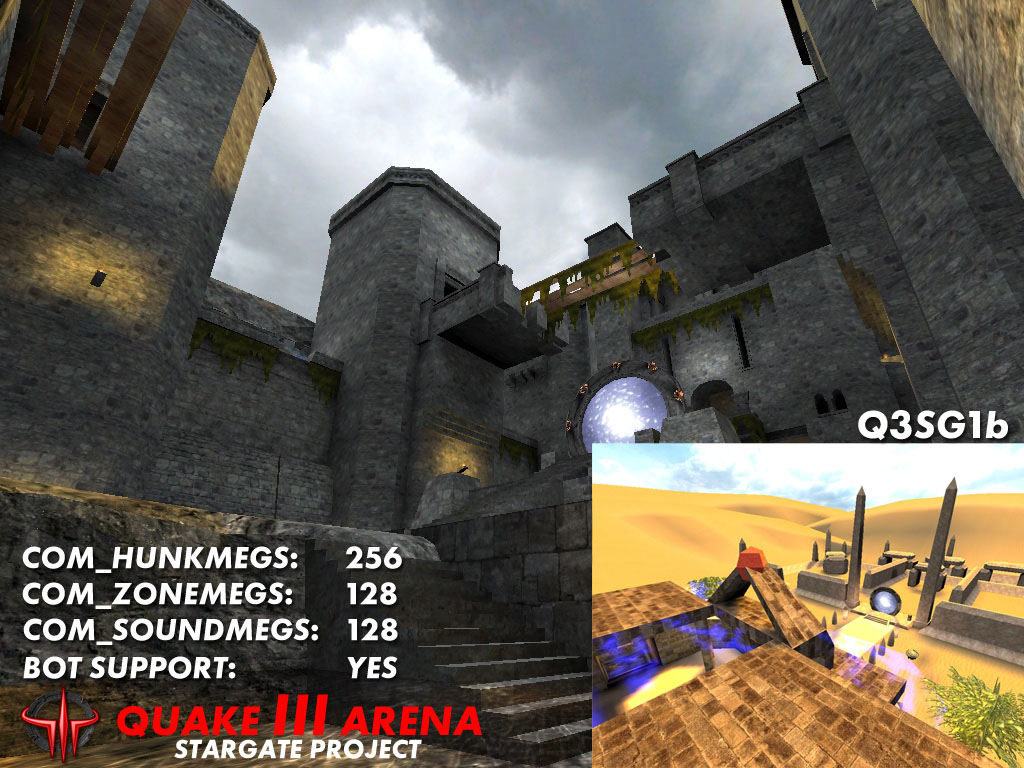 Q3SG1b
COM_HUNKMEGS: 256
COM_ZONEMEGS: 128
COM_SOUNDMEGS: 128
BOT SUPPORT: YES
QUAKE III ARENA
STARGATE PROJECT